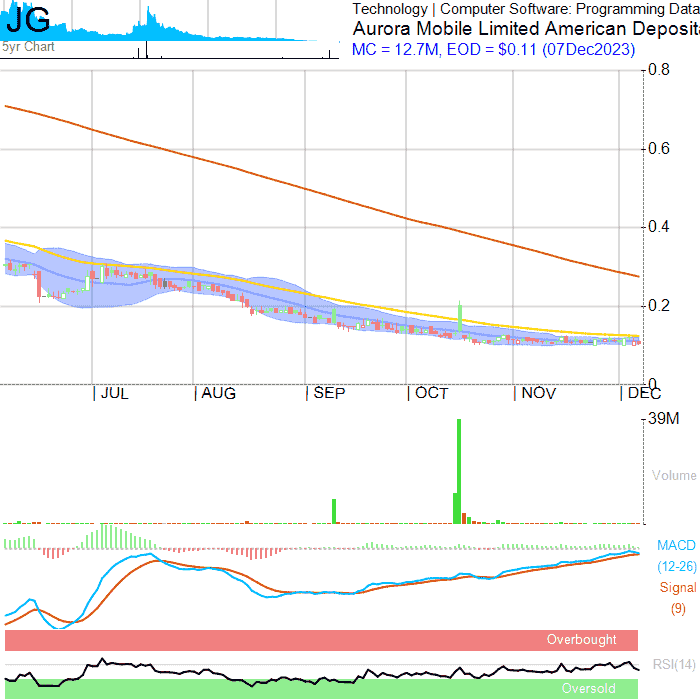 JG
5yr Chart
Technology | Computer Software: Programming Data
Aurora Mobile Limited American Deposit
MC = 12.7M, EOD = $0.11 (07Dec2023)
0.8
0.6
0.4
0.2
0
| JUL | AUG | SEP | OCT | NOV | DEC
39M
Volume
MACD
(12-26)
Signal
(9)
Overbought
RSI(14)
Oversold